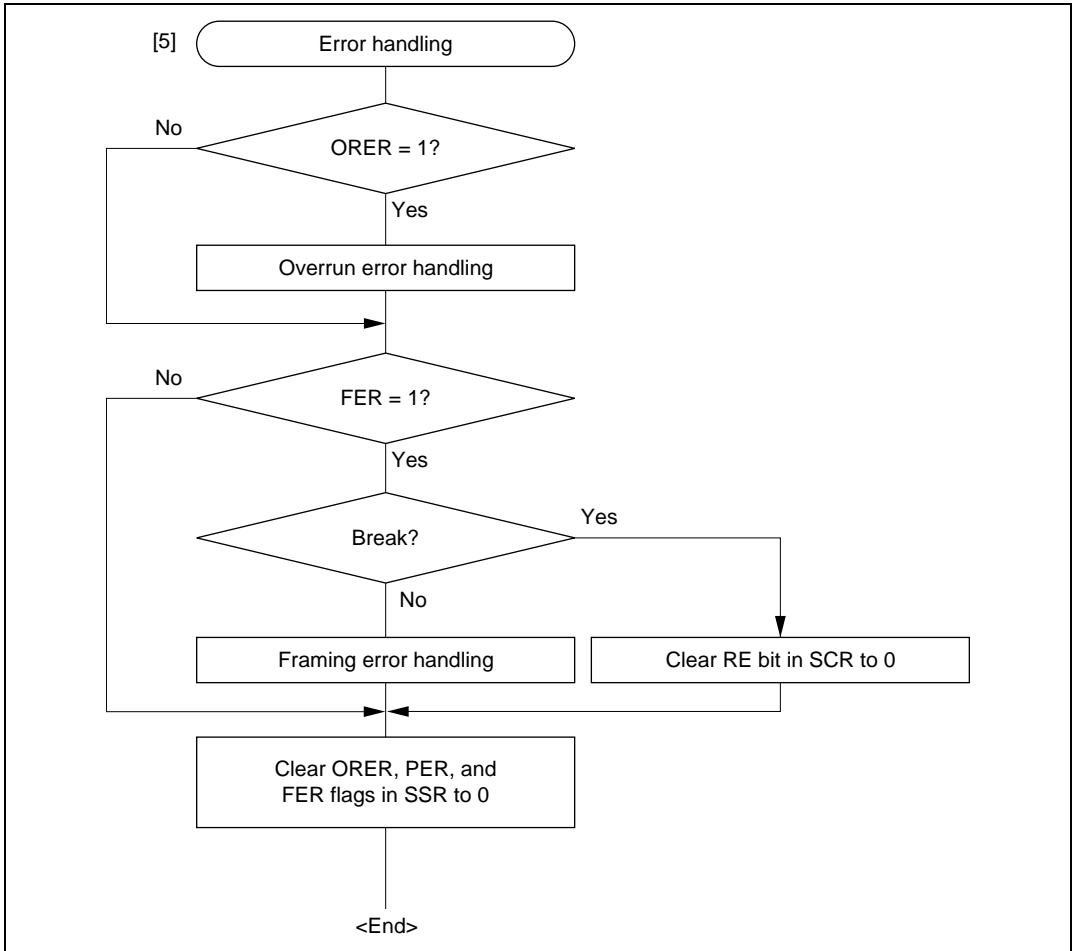 [5]
Error handling
No
ORER = 1?
Yes
Overrun error handling
No
FER = 1?
Yes
Yes
Break?
No
Framing error handling
Clear RE bit in SCR to 0
Clear ORER, PER, and
FER flags in SSR to 0
<End>